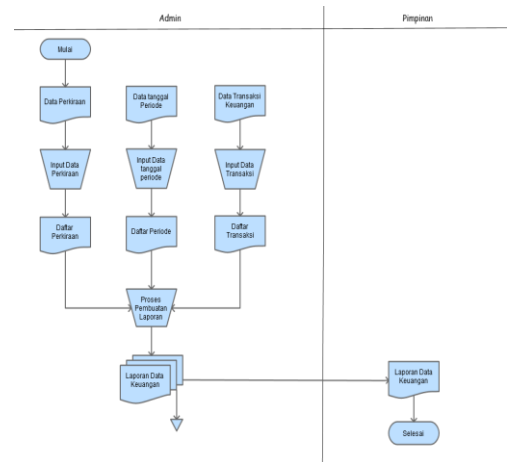 Admin
Pimpinan
Mulai
Data Perkiraan
Data tanggal
Periode
Data Transaksi
Keuangan
Input Data
Perkiraan
Input Data
tanggal
periode
Input Data
Transaksi
Daftar
Perkiraan
Daftar Periode
Daftar
Transaksi
Proses
Pembuatan
Laporan
Laporan Data
Keuangan
Laporan Data
Keuangan
Selesai